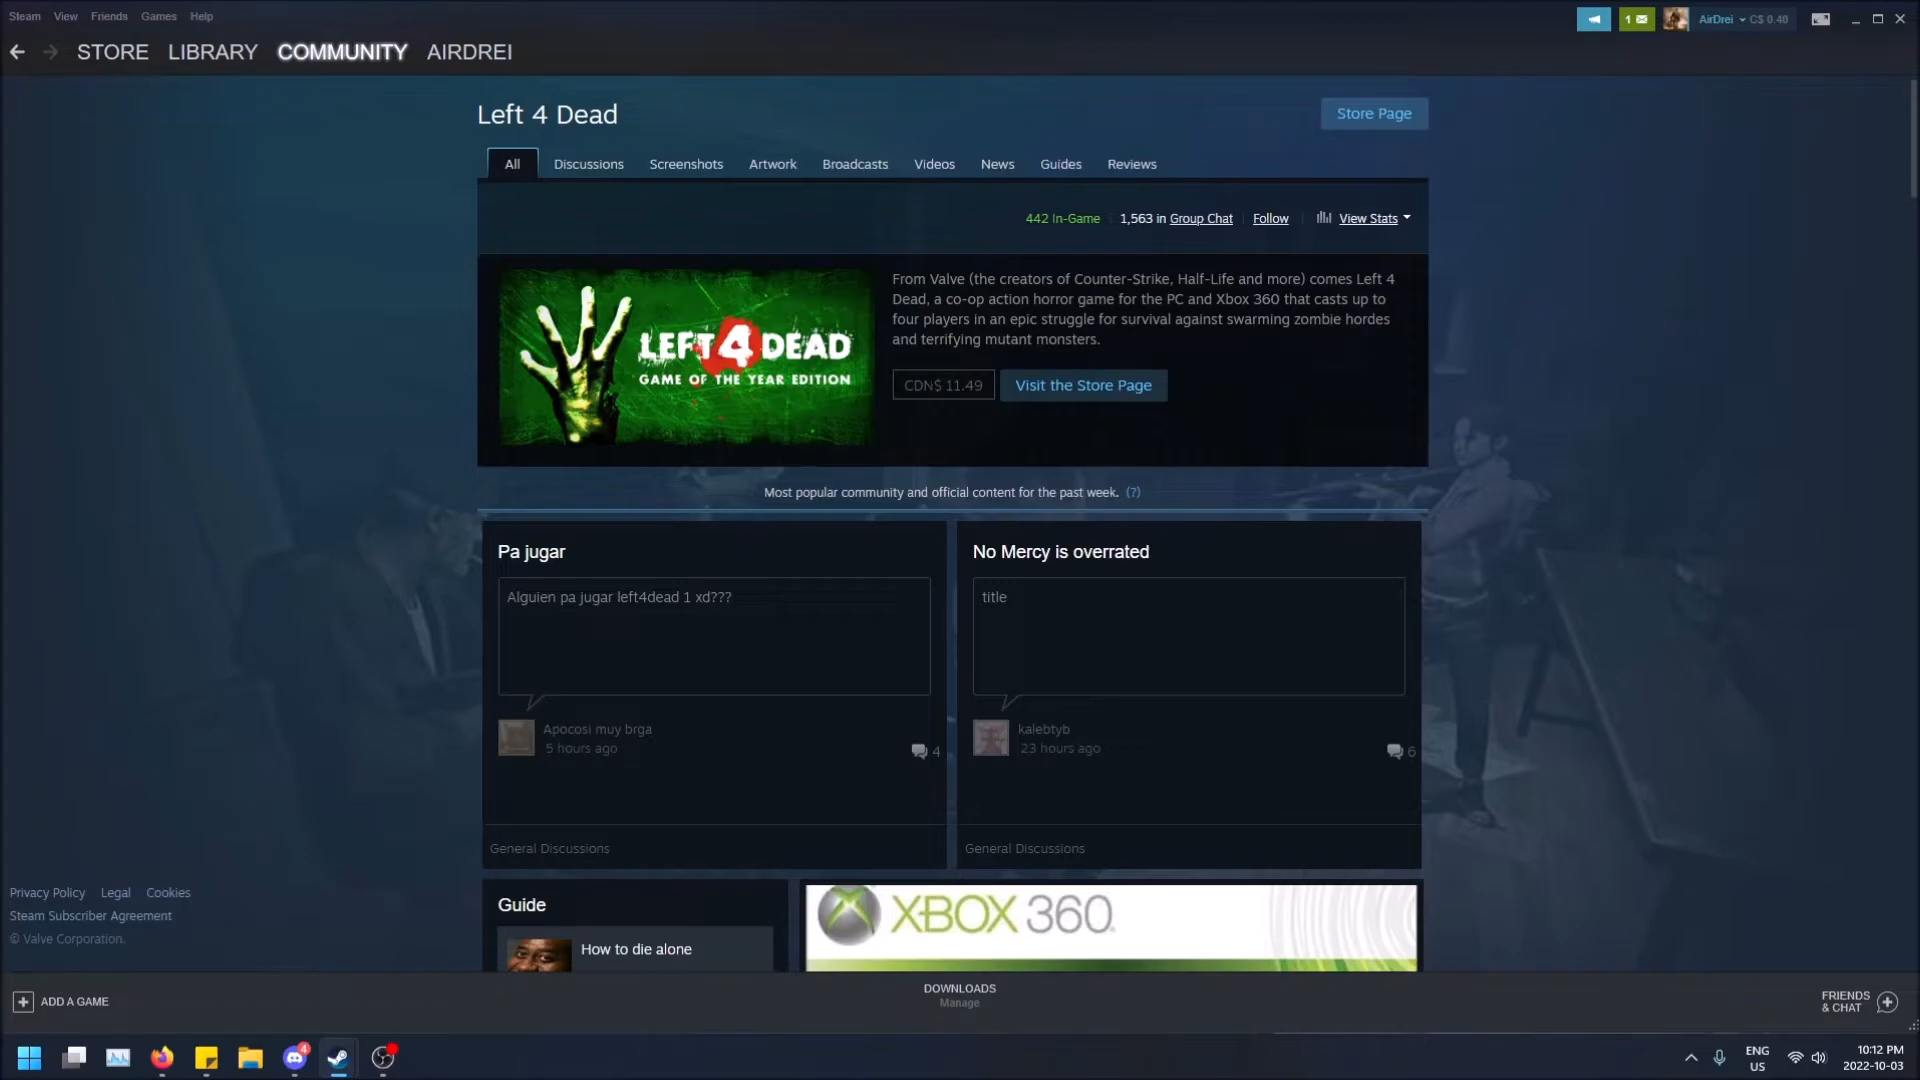 Steam View Friends Games Help
1 AirDrei C$ 0.40
STORE LIBRARY COMMUNITY AIRDREI
Left 4 Dead
Store Page
All Discussions Screenshots Artwork Broadcasts Videos News Guides Reviews
442 In-Game 1,563 in Group Chat Follow View Stats
LEFT 4 DEAD
GAME OF THE YEAR EDITION
From Valve (the creators of Counter-Strike, Half-Life and more) comes Left 4
Dead, a co-op action horror game for the PC and Xbox 360 that casts up to
four players in an epic struggle for survival against swarming zombie hordes
and terrifying mutant monsters.
CDN$ 11.49 Visit the Store Page
Most popular community and official content for the past week. (?)
Pa jugar
Alguien pa jugar left4dead 1 xd???
Apocosi muy brga
5 hours ago
4
General Discussions
No Mercy is overrated
title
kalebtyb
23 hours ago
6
General Discussions
Guide
How to die alone
XBOX 360
Privacy Policy Legal Cookies
Steam Subscriber Agreement
© Valve Corporation.
ADD A GAME
DOWNLOADS
Manage
FRIENDS
& CHAT
4
ENG
US
10:12 PM
2022-10-03